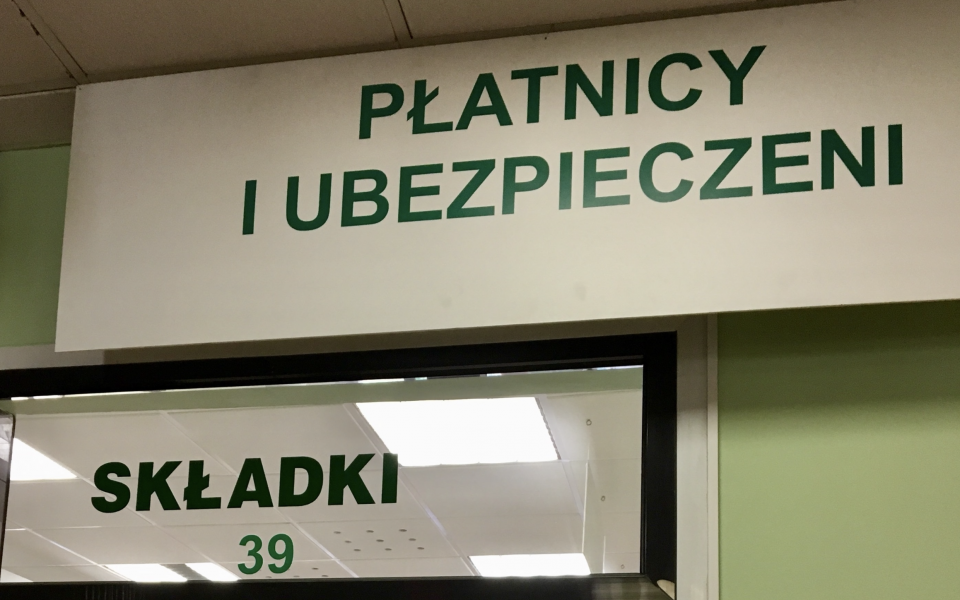 PŁATNICY
I UBEZPIECZENI
SKŁADKI
39